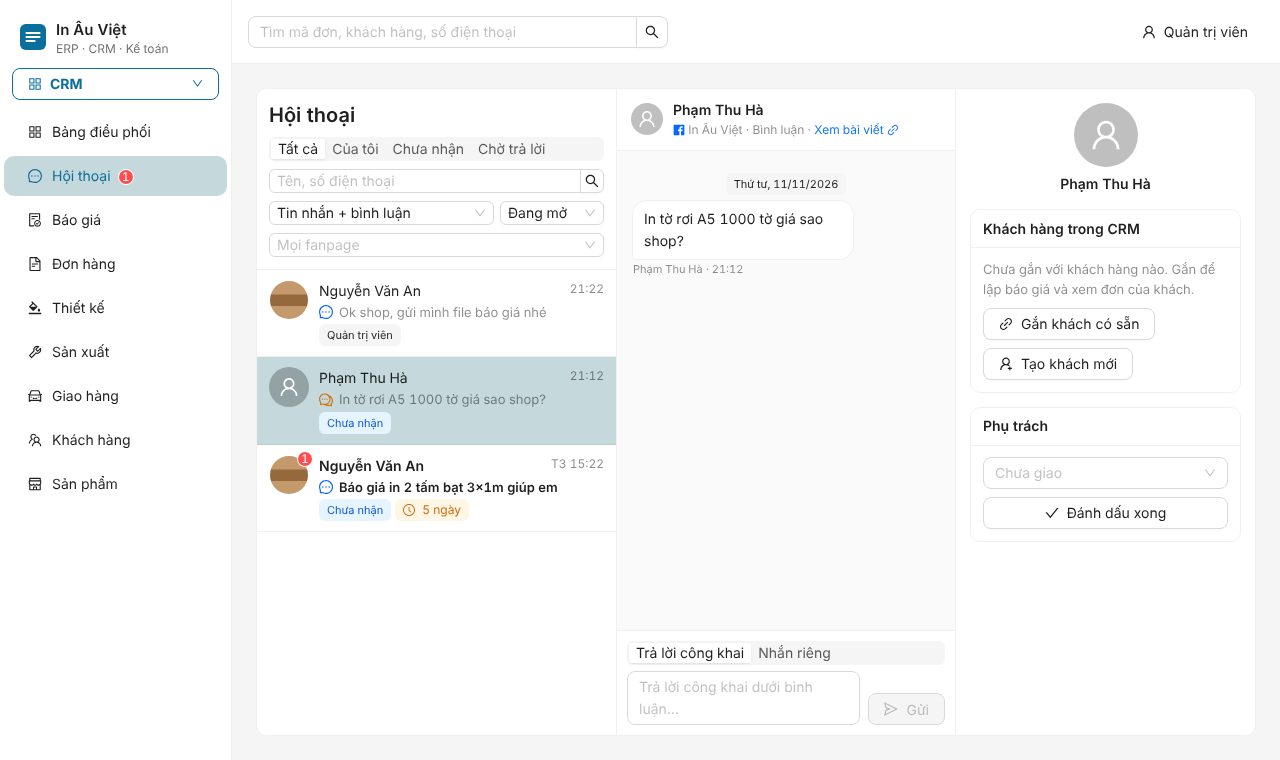 In Âu Việt
ERP · CRM · Kế toán
CRM
Bảng điều phối
Hội thoại 1
Báo giá
Đơn hàng
Thiết kế
Sản xuất
Giao hàng
Khách hàng
Sản phẩm
Tìm mã đơn, khách hàng, số điện thoại
Quản trị viên
Hội thoại
Tất cả Của tôi Chưa nhận Chờ trả lời
Tên, số điện thoại
Tin nhắn + bình luận Đang mở
Mọi fanpage
Nguyễn Văn An 21:22
Ok shop, gửi mình file báo giá nhé
Quản trị viên
Phạm Thu Hà 21:12
In tờ rơi A5 1000 tờ giá sao shop?
Chưa nhận
1
Nguyễn Văn An T3 15:22
Báo giá in 2 tấm bạt 3×1m giúp em
Chưa nhận 5 ngày
Phạm Thu Hà
In Âu Việt · Bình luận · Xem bài viết
Thứ tư, 11/11/2026
In tờ rơi A5 1000 tờ giá sao
shop?
Phạm Thu Hà · 21:12
Trả lời công khai Nhắn riêng
Trả lời công khai dưới bình
luận...
Gửi
Phạm Thu Hà
Khách hàng trong CRM
Chưa gắn với khách hàng nào. Gắn để
lập báo giá và xem đơn của khách.
Gắn khách có sẵn
Tạo khách mới
Phụ trách
Chưa giao
Đánh dấu xong